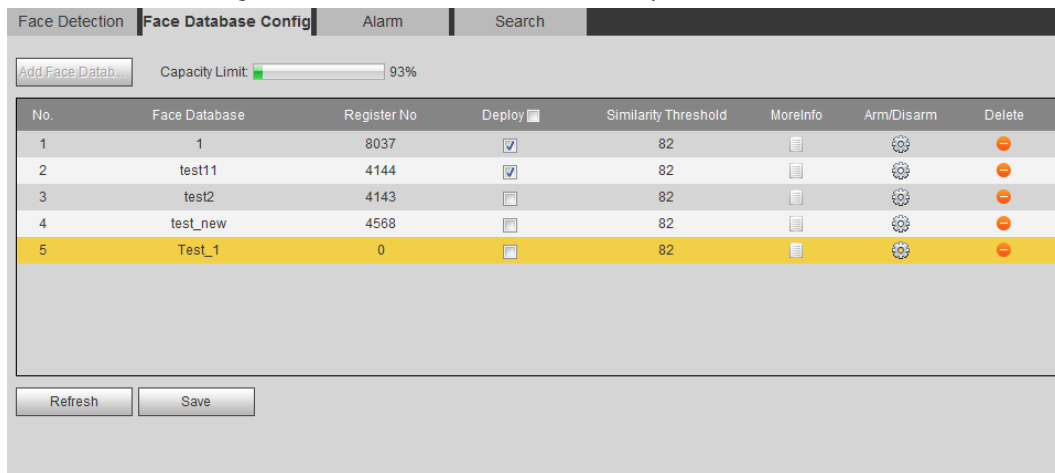 Face Detection Face Database Config Alarm Search
Add Face Datab... Capacity Limit: 93%
No. Face Database Register No Deploy Similarity Threshold MoreInfo Arm/Disarm Delete
1 1 8037 82
2 test11 4144 82
3 test2 4143 82
4 test_new 4568 82
5 Test_1 0 82
Refresh Save